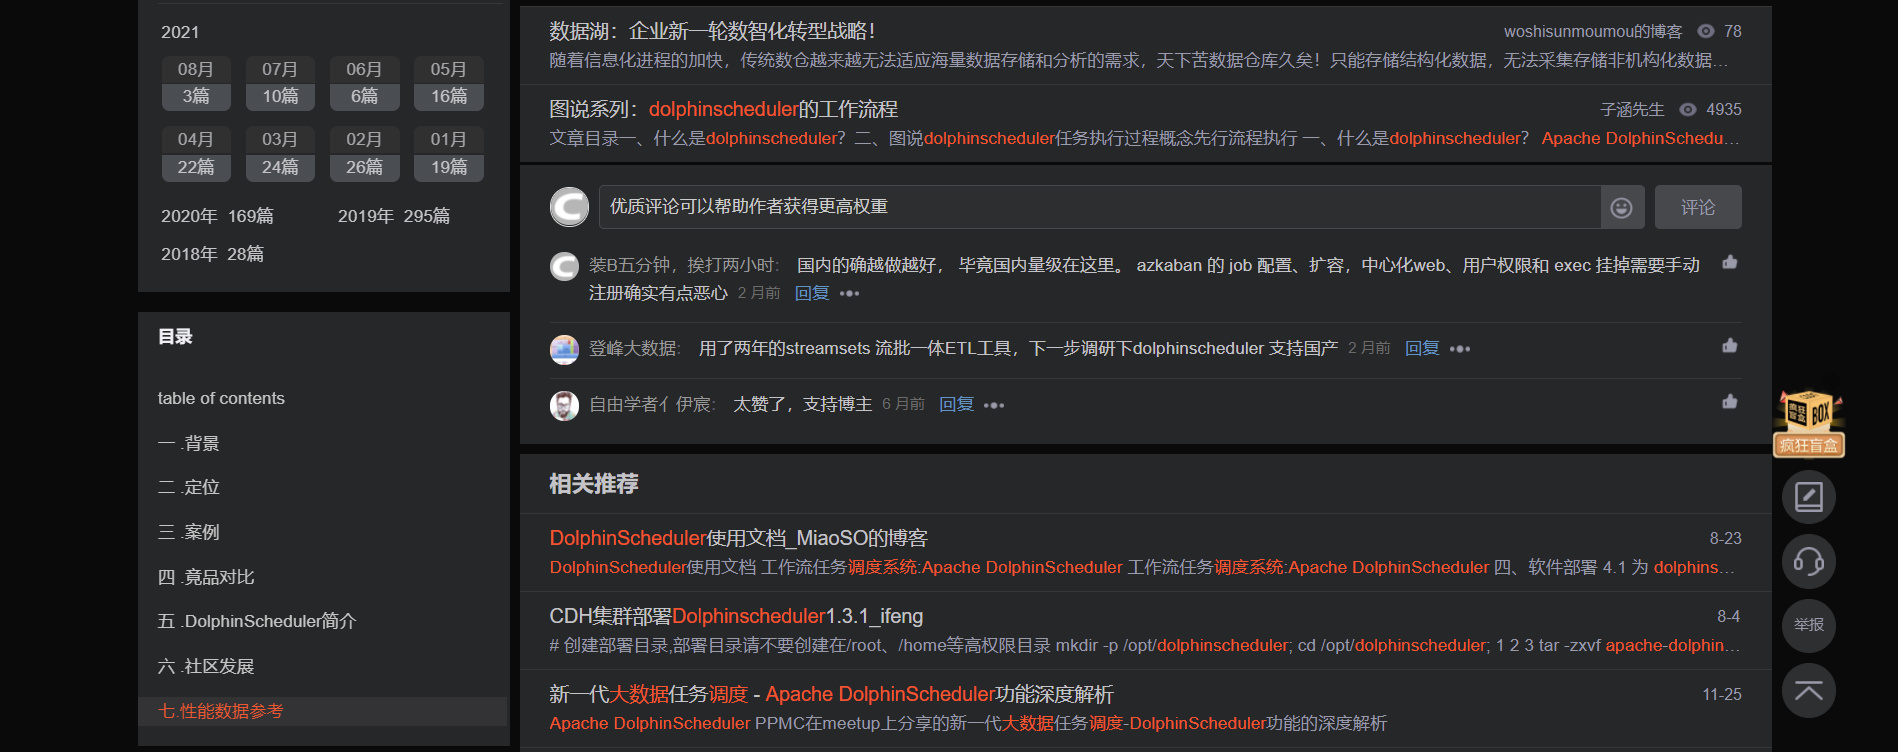 2021
08月 07月 06月 05月
3篇 10篇 6篇 16篇
04月 03月 02月 01月
22篇 24篇 26篇 19篇
2020年 169篇 2019年 295篇
2018年 28篇
目录
table of contents
一 .背景
二 .定位
三 .案例
四 .竟品对比
五 .DolphinScheduler简介
六 .社区发展
七.性能数据参考
数据湖：企业新一轮数智化转型战略！ woshisunmoumou的博客 78
随着信息化进程的加快，传统数仓越来越无法适应海量数据存储和分析的需求，天下苦数据仓库久矣！只能存储结构化数据，无法采集存储非机构化数据...
图说系列：dolphinscheduler的工作流程 子涵先生 4935
文章目录一、什么是dolphinscheduler？二、图说dolphinscheduler任务执行过程概念先行流程执行 一、什么是dolphinscheduler？ Apache DolphinSchedu...
优质评论可以帮助作者获得更高权重 评论
装B五分钟，挨打两小时: 国内的确越做越好， 毕竟国内量级在这里。 azkaban 的 job 配置、扩容，中心化web、用户权限和 exec 挂掉需要手动
注册确实有点恶心 2 月前 回复
登峰大数据: 用了两年的streamsets 流批一体ETL工具，下一步调研下dolphinscheduler 支持国产 2 月前 回复
自由学者亻伊宸: 太赞了，支持博主 6 月前 回复
相关推荐
DolphinScheduler使用文档_MiaoSO的博客 8-23
DolphinScheduler使用文档 工作流任务调度系统:Apache DolphinScheduler 工作流任务调度系统:Apache DolphinScheduler 四、软件部署 4.1 为 dolphins...
CDH集群部署Dolphinscheduler1.3.1_ifeng 8-4
# 创建部署目录,部署目录请不要创建在/root、/home等高权限目录 mkdir -p /opt/dolphinscheduler; cd /opt/dolphinscheduler; 1 2 3 tar -zxvf apache-dolphin...
新一代大数据任务调度 - Apache DolphinScheduler功能深度解析 11-25
Apache DolphinScheduler PPMC在meetup上分享的新一代大数据任务调度-DolphinScheduler功能的深度解析
疯狂盲盒 BOX
疯狂盲盒
举报